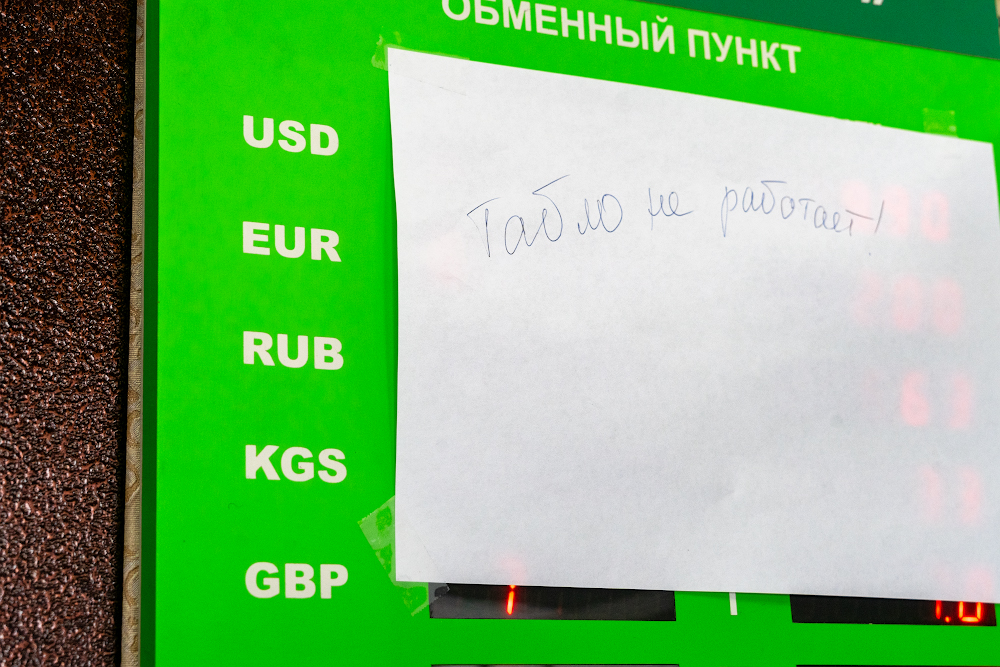 ОБМЕННЫЙ ПУНКТ
USD
Табло не работает!
EUR
RUB
KGS
GBP